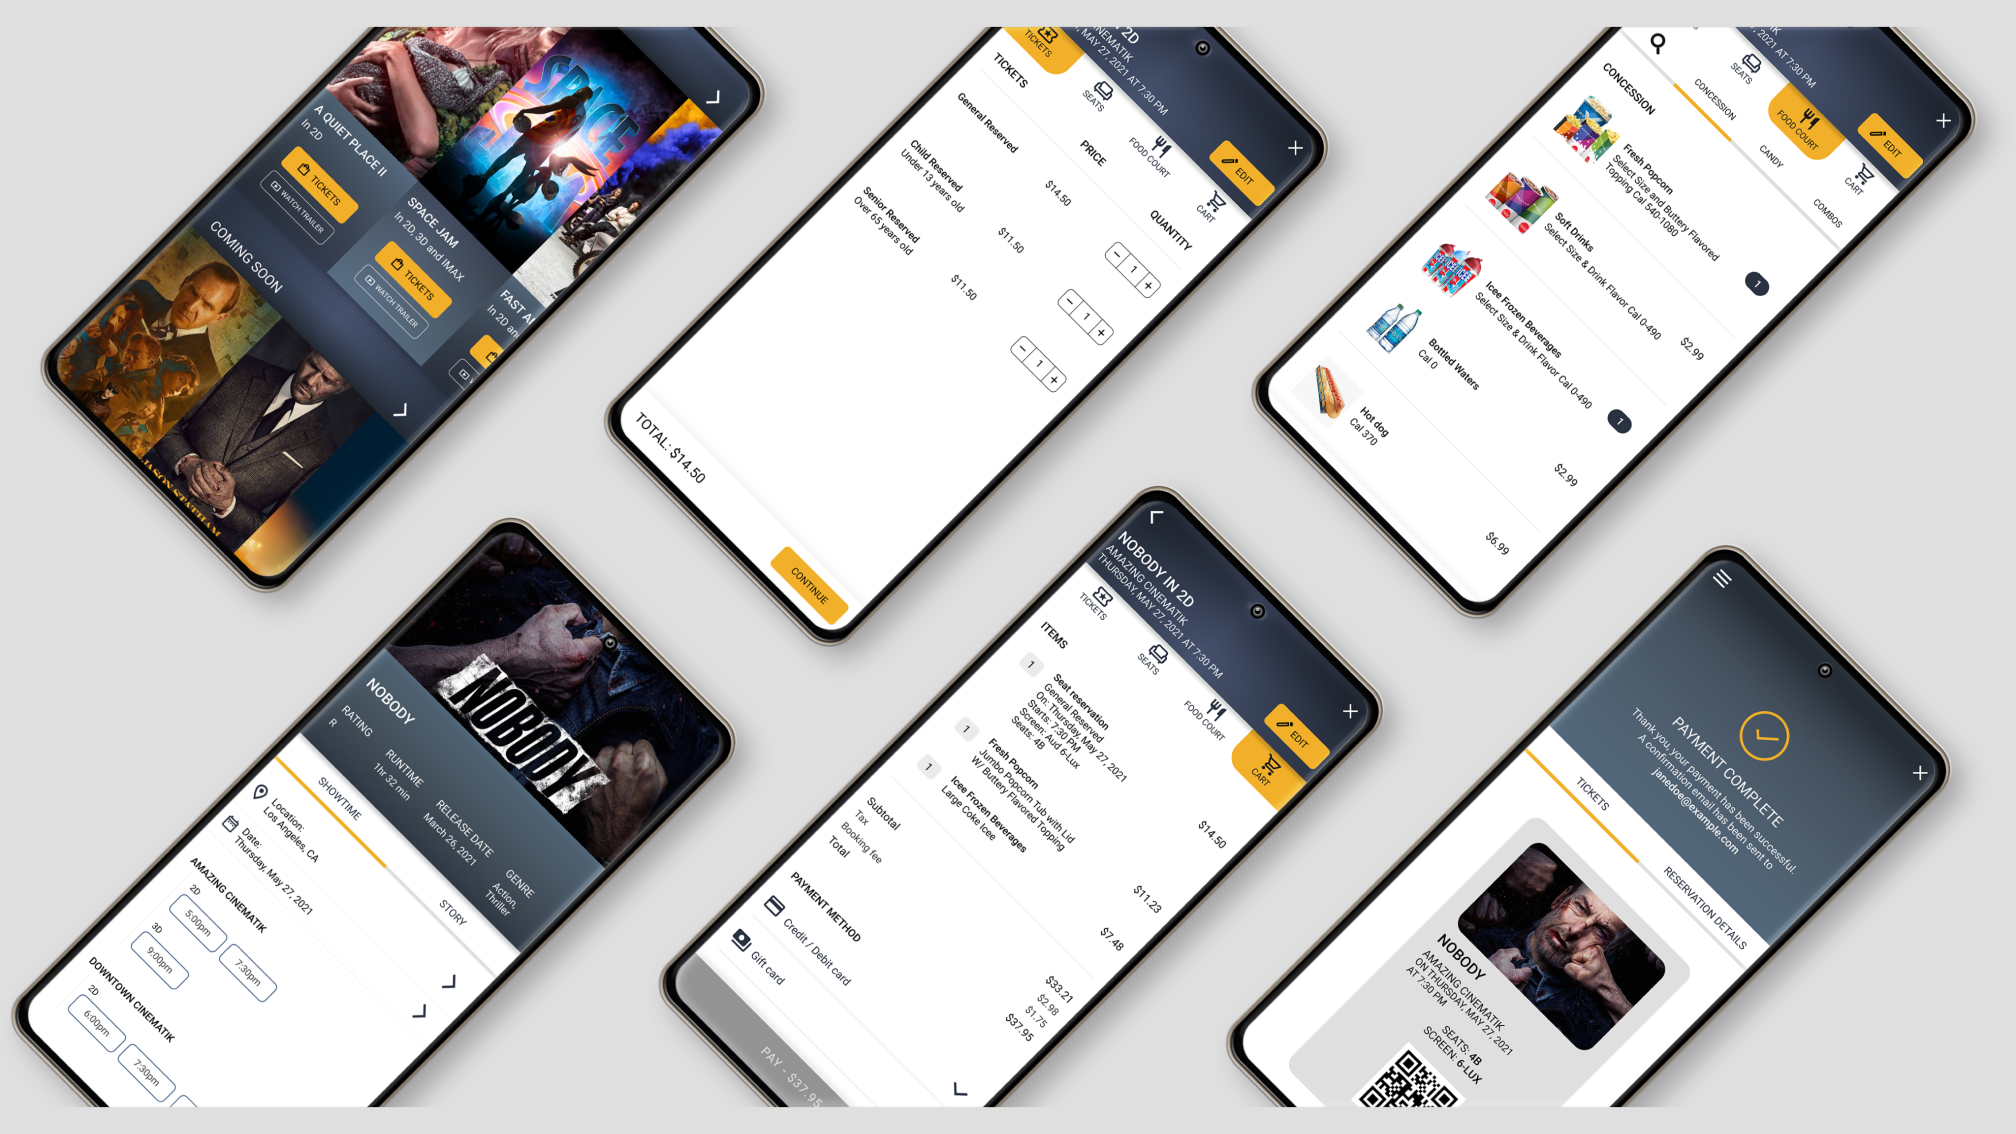 A QUIET PLACE II
In 2D
TICKETS
WATCH TRAILER
SPACE JAM
In 2D, 3D and IMAX
TICKETS
WATCH TRAILER
FAST A
In 2D an
SPACE
COMING SOON
JASON STATHAM
2D
CINEMATIK
, MAY 27, 2021 AT 7:30 PM
EDIT
TICKETS
SEATS
FOOD COURT
CART
TICKETS
PRICE
QUANTITY
General Reserved
$14.50
1
Child Reserved
Under 13 years old
$11.50
1
Senior Reserved
Over 65 years old
$11.50
1
TOTAL: $14.50
CONTINUE
, 2021 AT 7:30 PM
EDIT
SEATS
FOOD COURT
CART
CONCESSION
CANDY
COMBOS
CONCESSION
Fresh Popcorn
Select Size and Buttery Flavored
Topping Cal 540-1080
1
Soft Drinks
Select Size & Drink Flavor Cal 0-490
$2.99
Icee Frozen Beverages
Select Size & Drink Flavor Cal 0-490
1
Bottled Waters
Cal 0
$2.99
Hot dog
Cal 370
$6.99
NOBODY
NOBODY
RATING
R
RUNTIME
1hr 32 min
RELEASE DATE
March 26, 2021
GENRE
Action,
Thriller
SHOWTIME
STORY
Location:
Los Angeles, CA
Date:
Thursday, May 27, 2021
AMAZING CINEMATIK
2D
5:00pm
7:30pm
3D
9:00pm
DOWNTOWN CINEMATIK
2D
6:00pm
7:30pm
NOBODY IN 2D
AMAZING CINEMATIK
THURSDAY, MAY 27, 2021 AT 7:30 PM
EDIT
TICKETS
SEATS
FOOD COURT
CART
ITEMS
1
Seat reservation
General Reserved
On: Thursday, May 27, 2021
Starts: 7:30 PM
Screen: Aud 6-Lux
Seats: 4B
$14.50
1
Fresh Popcorn
Jumbo Popcorn Tub with Lid
W/ Buttery Flavored Topping
$11.23
1
Icee Frozen Beverages
Large Coke Icee
$7.48
Subtotal
$33.21
Tax
$2.98
Booking fee
$1.75
Total
$37.95
PAYMENT METHOD
Credit / Debit card
Gift card
PAY - $37.95
PAYMENT COMPLETE
Thank you, your payment has been successful.
A confirmation email has been sent to
janedoe@example.com
TICKETS
RESERVATION DETAILS
NOBODY
AMAZING CINEMATIK
ON THURSDAY, MAY 27, 2021
AT 7:30 PM
SEATS: 4B
SCREEN: 6-LUX